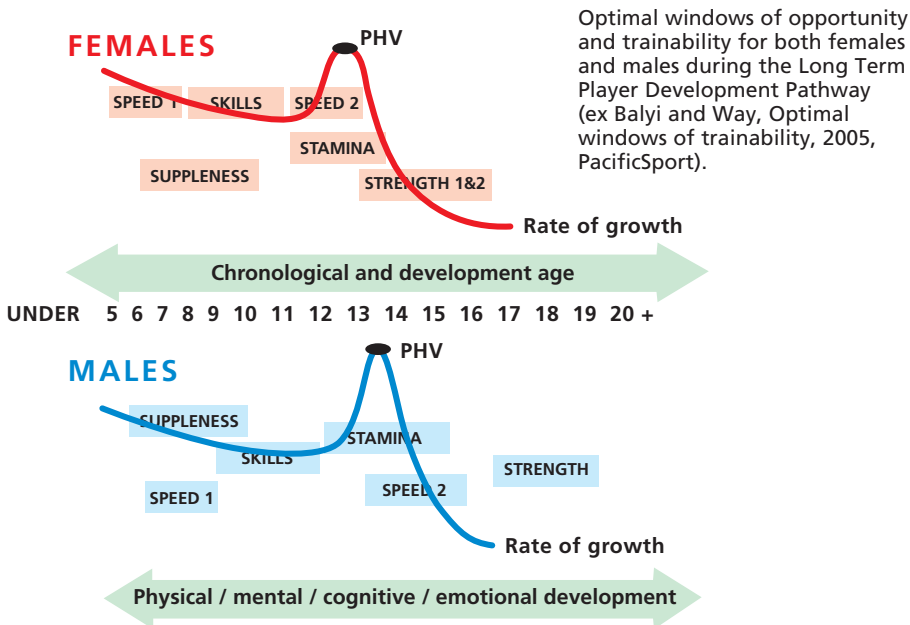 FEMALES
PHV
Optimal windows of opportunity
and trainability for both females
and males during the Long Term
Player Development Pathway
(ex Balyi and Way, Optimal
windows of trainability, 2005,
PacificSport).
SPEED 1
SKILLS
SPEED 2
STAMINA
SUPPLENESS
STRENGTH 1&2
Rate of growth
Chronological and development age
UNDER 5 6 7 8 9 10 11 12 13 14 15 16 17 18 19 20 +
PHV
MALES
SUPPLENESS
STAMINA
SKILLS
STRENGTH
SPEED 1
SPEED 2
Rate of growth
Physical / mental / cognitive / emotional development